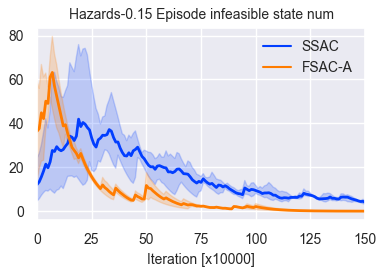 Hazards-0.15 Episode infeasible state num
80
60
40
20
0
SSAC
FSAC-A
0 25 50 75 100 125 150
Iteration [x10000]